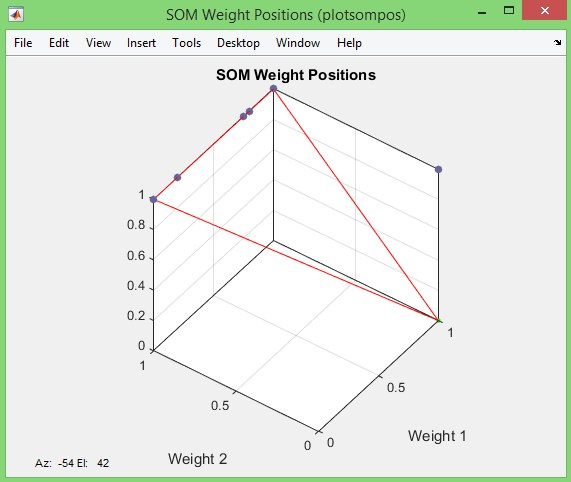 SOM Weight Positions (plotsompos)
File Edit View Insert Tools Desktop Window Help
SOM Weight Positions
1
0.8
0.6
0.4
0.2
0
1
0.5
0
0
0.5
1
Weight 1
Weight 2
Az: -54 El: 42